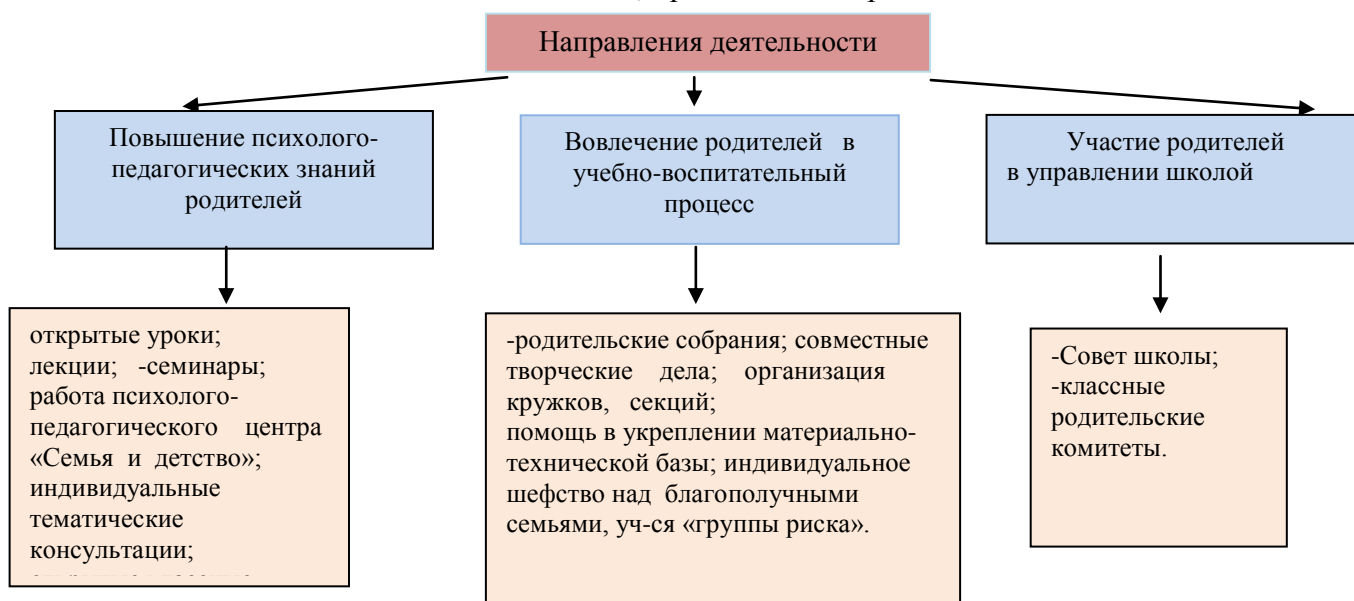 Направления деятельности
Повышение психолого-
педагогических знаний
родителей
Вовлечение родителей в
учебно-воспитательный
процесс
Участие родителей
в управлении школой
открытые уроки;
лекции; -семинары;
работа психолого-
педагогического центра
«Семья и детство»;
индивидуальные
тематические
консультации;
-родительские собрания; совместные
творческие дела; организация
кружков, секций;
помощь в укреплении материально-
технической базы; индивидуальное
шефство над благополучными
семьями, уч-ся «группы риска».
-Совет школы;
-классные
родительские
комитеты.